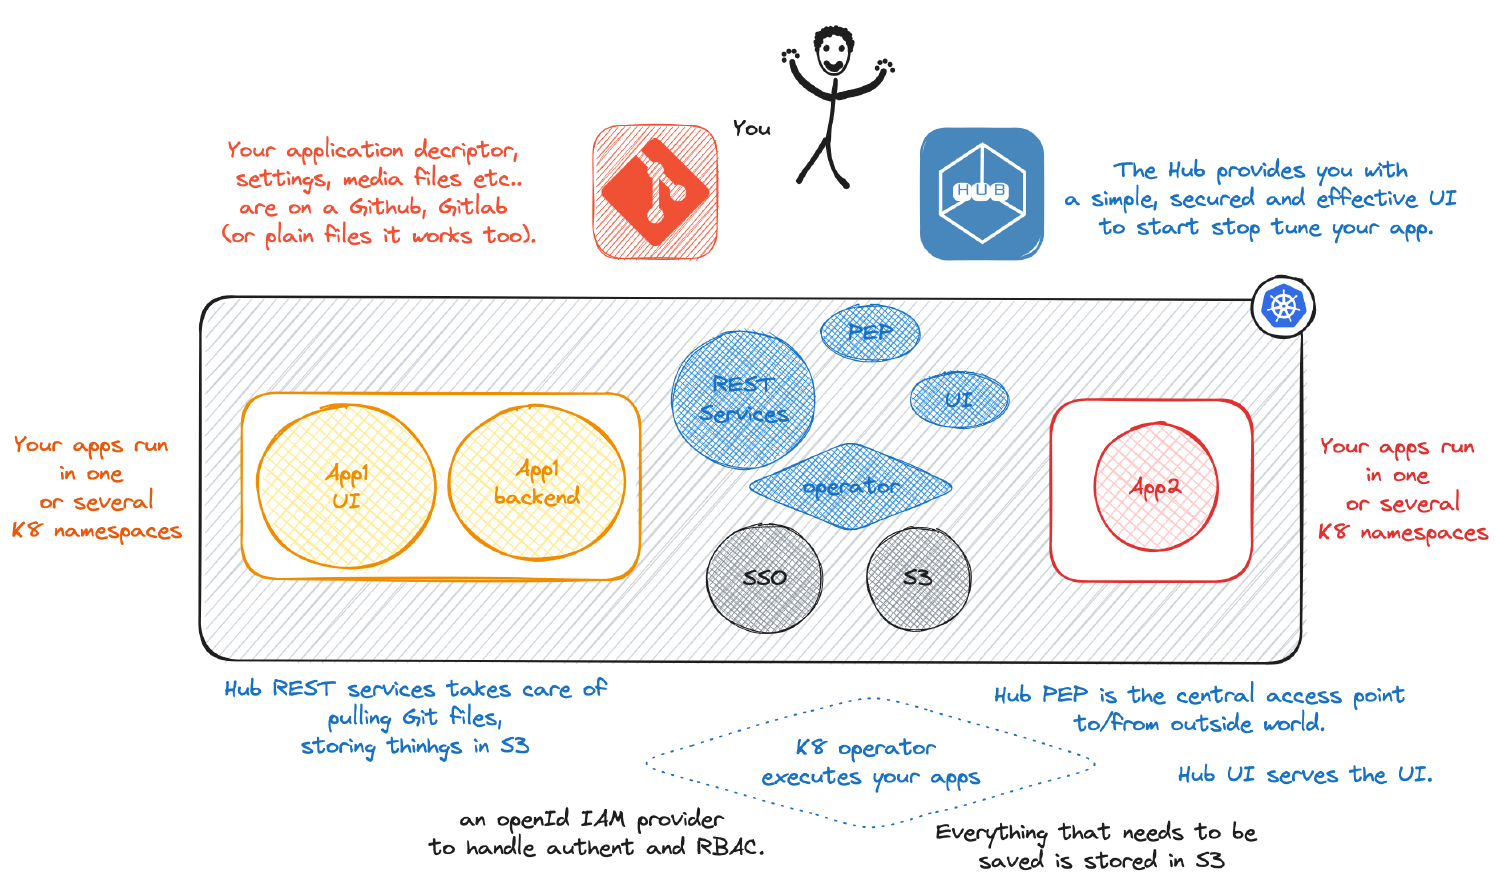 You
Your application decriptor,
settings, media files etc..
are on a Github, Gitlab
(or plain files it works too).
HUB
The Hub provides you with
a simple, secured and effective UI
to start stop tune your app.
PEP
REST
Services
UI
operator
SSO
S3
App1
UI
App1
backend
App2
Your apps run
in one
or several
K8 namespaces
Your apps run
in one
or several
K8 namespaces
Hub REST services takes care of
pulling Git files,
storing thinhgs in S3
K8 operator
executes your apps
Hub PEP is the central access point
to/from outside world.
Hub UI serves the UI.
an openId IAM provider
to handle authent and RBAC.
Everything that needs to be
saved is stored in S3